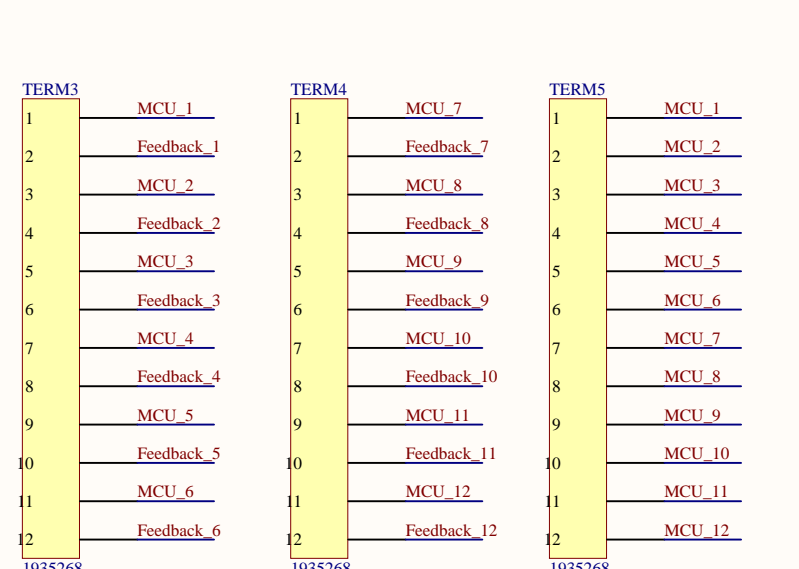 TERM3
1 MCU_1
2 Feedback_1
3 MCU_2
4 Feedback_2
5 MCU_3
6 Feedback_3
7 MCU_4
8 Feedback_4
9 MCU_5
10 Feedback_5
11 MCU_6
12 Feedback_6
1935268
TERM4
1 MCU_7
2 Feedback_7
3 MCU_8
4 Feedback_8
5 MCU_9
6 Feedback_9
7 MCU_10
8 Feedback_10
9 MCU_11
10 Feedback_11
11 MCU_12
12 Feedback_12
1935268
TERM5
1 MCU_1
2 MCU_2
3 MCU_3
4 MCU_4
5 MCU_5
6 MCU_6
7 MCU_7
8 MCU_8
9 MCU_9
10 MCU_10
11 MCU_11
12 MCU_12
1935268